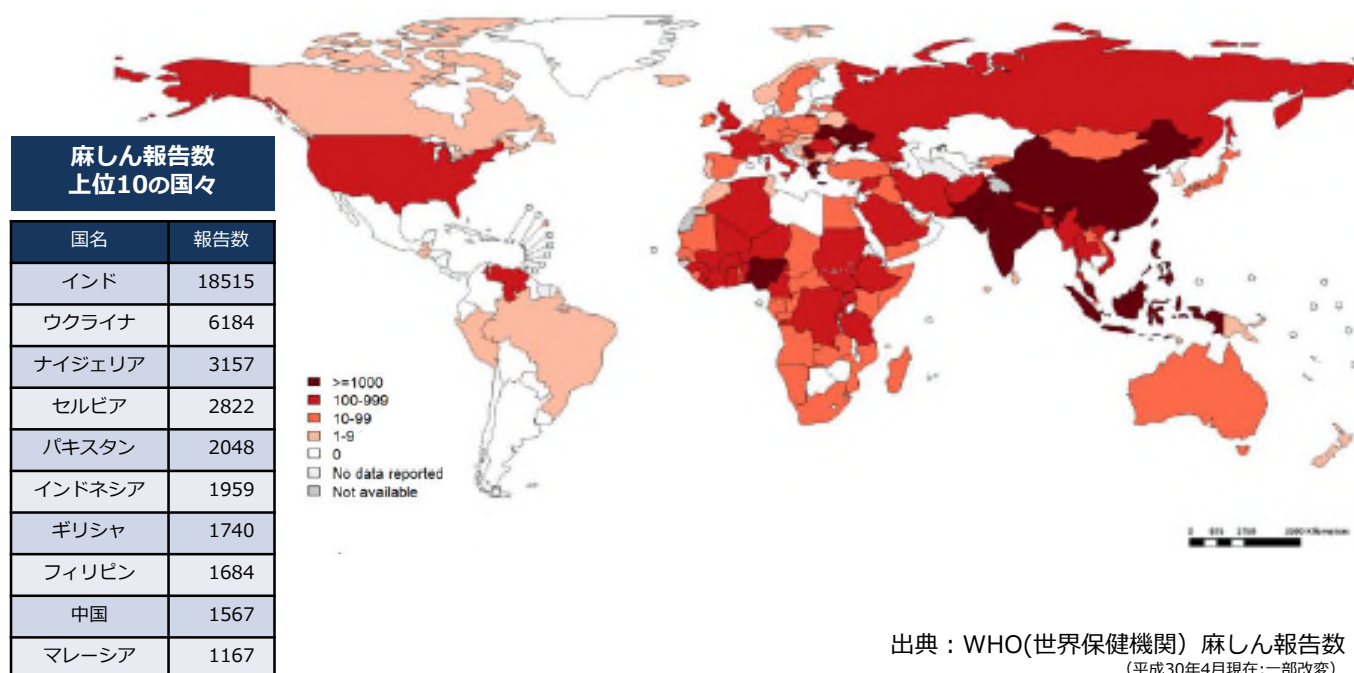 麻しん報告数
上位10の国々
国名 報告数
インド 18515
ウクライナ 6184
ナイジェリア 3157
セルビア 2822
パキスタン 2048
インドネシア 1959
ギリシャ 1740
フィリピン 1684
中国 1567
マレーシア 1167
>=1000
100-999
10-99
1-9
0
No data reported
Not available
出典：WHO(世界保健機関）麻しん報告数
（平成30年4月現在:一部改変）